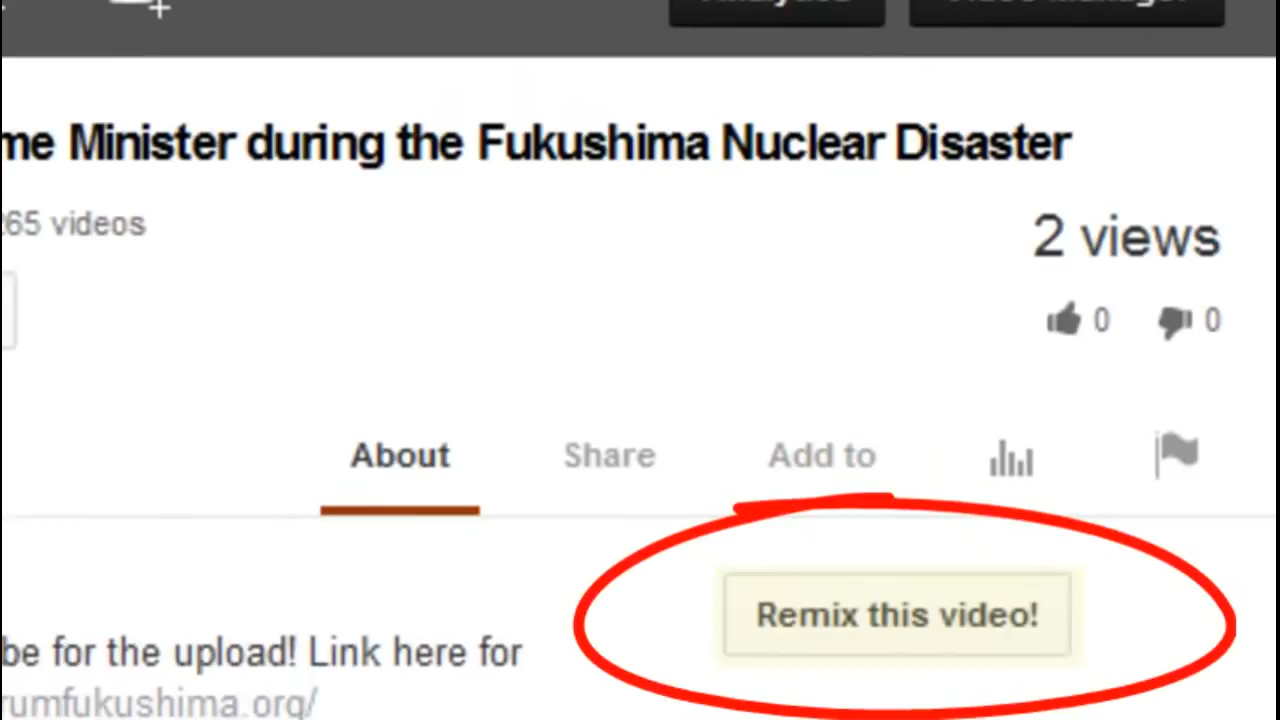 me Minister during the Fukushima Nuclear Disaster
265 videos
2 views
0 0
About Share Add to
Remix this video!
be for the upload! Link here for
rumfukushima.org/